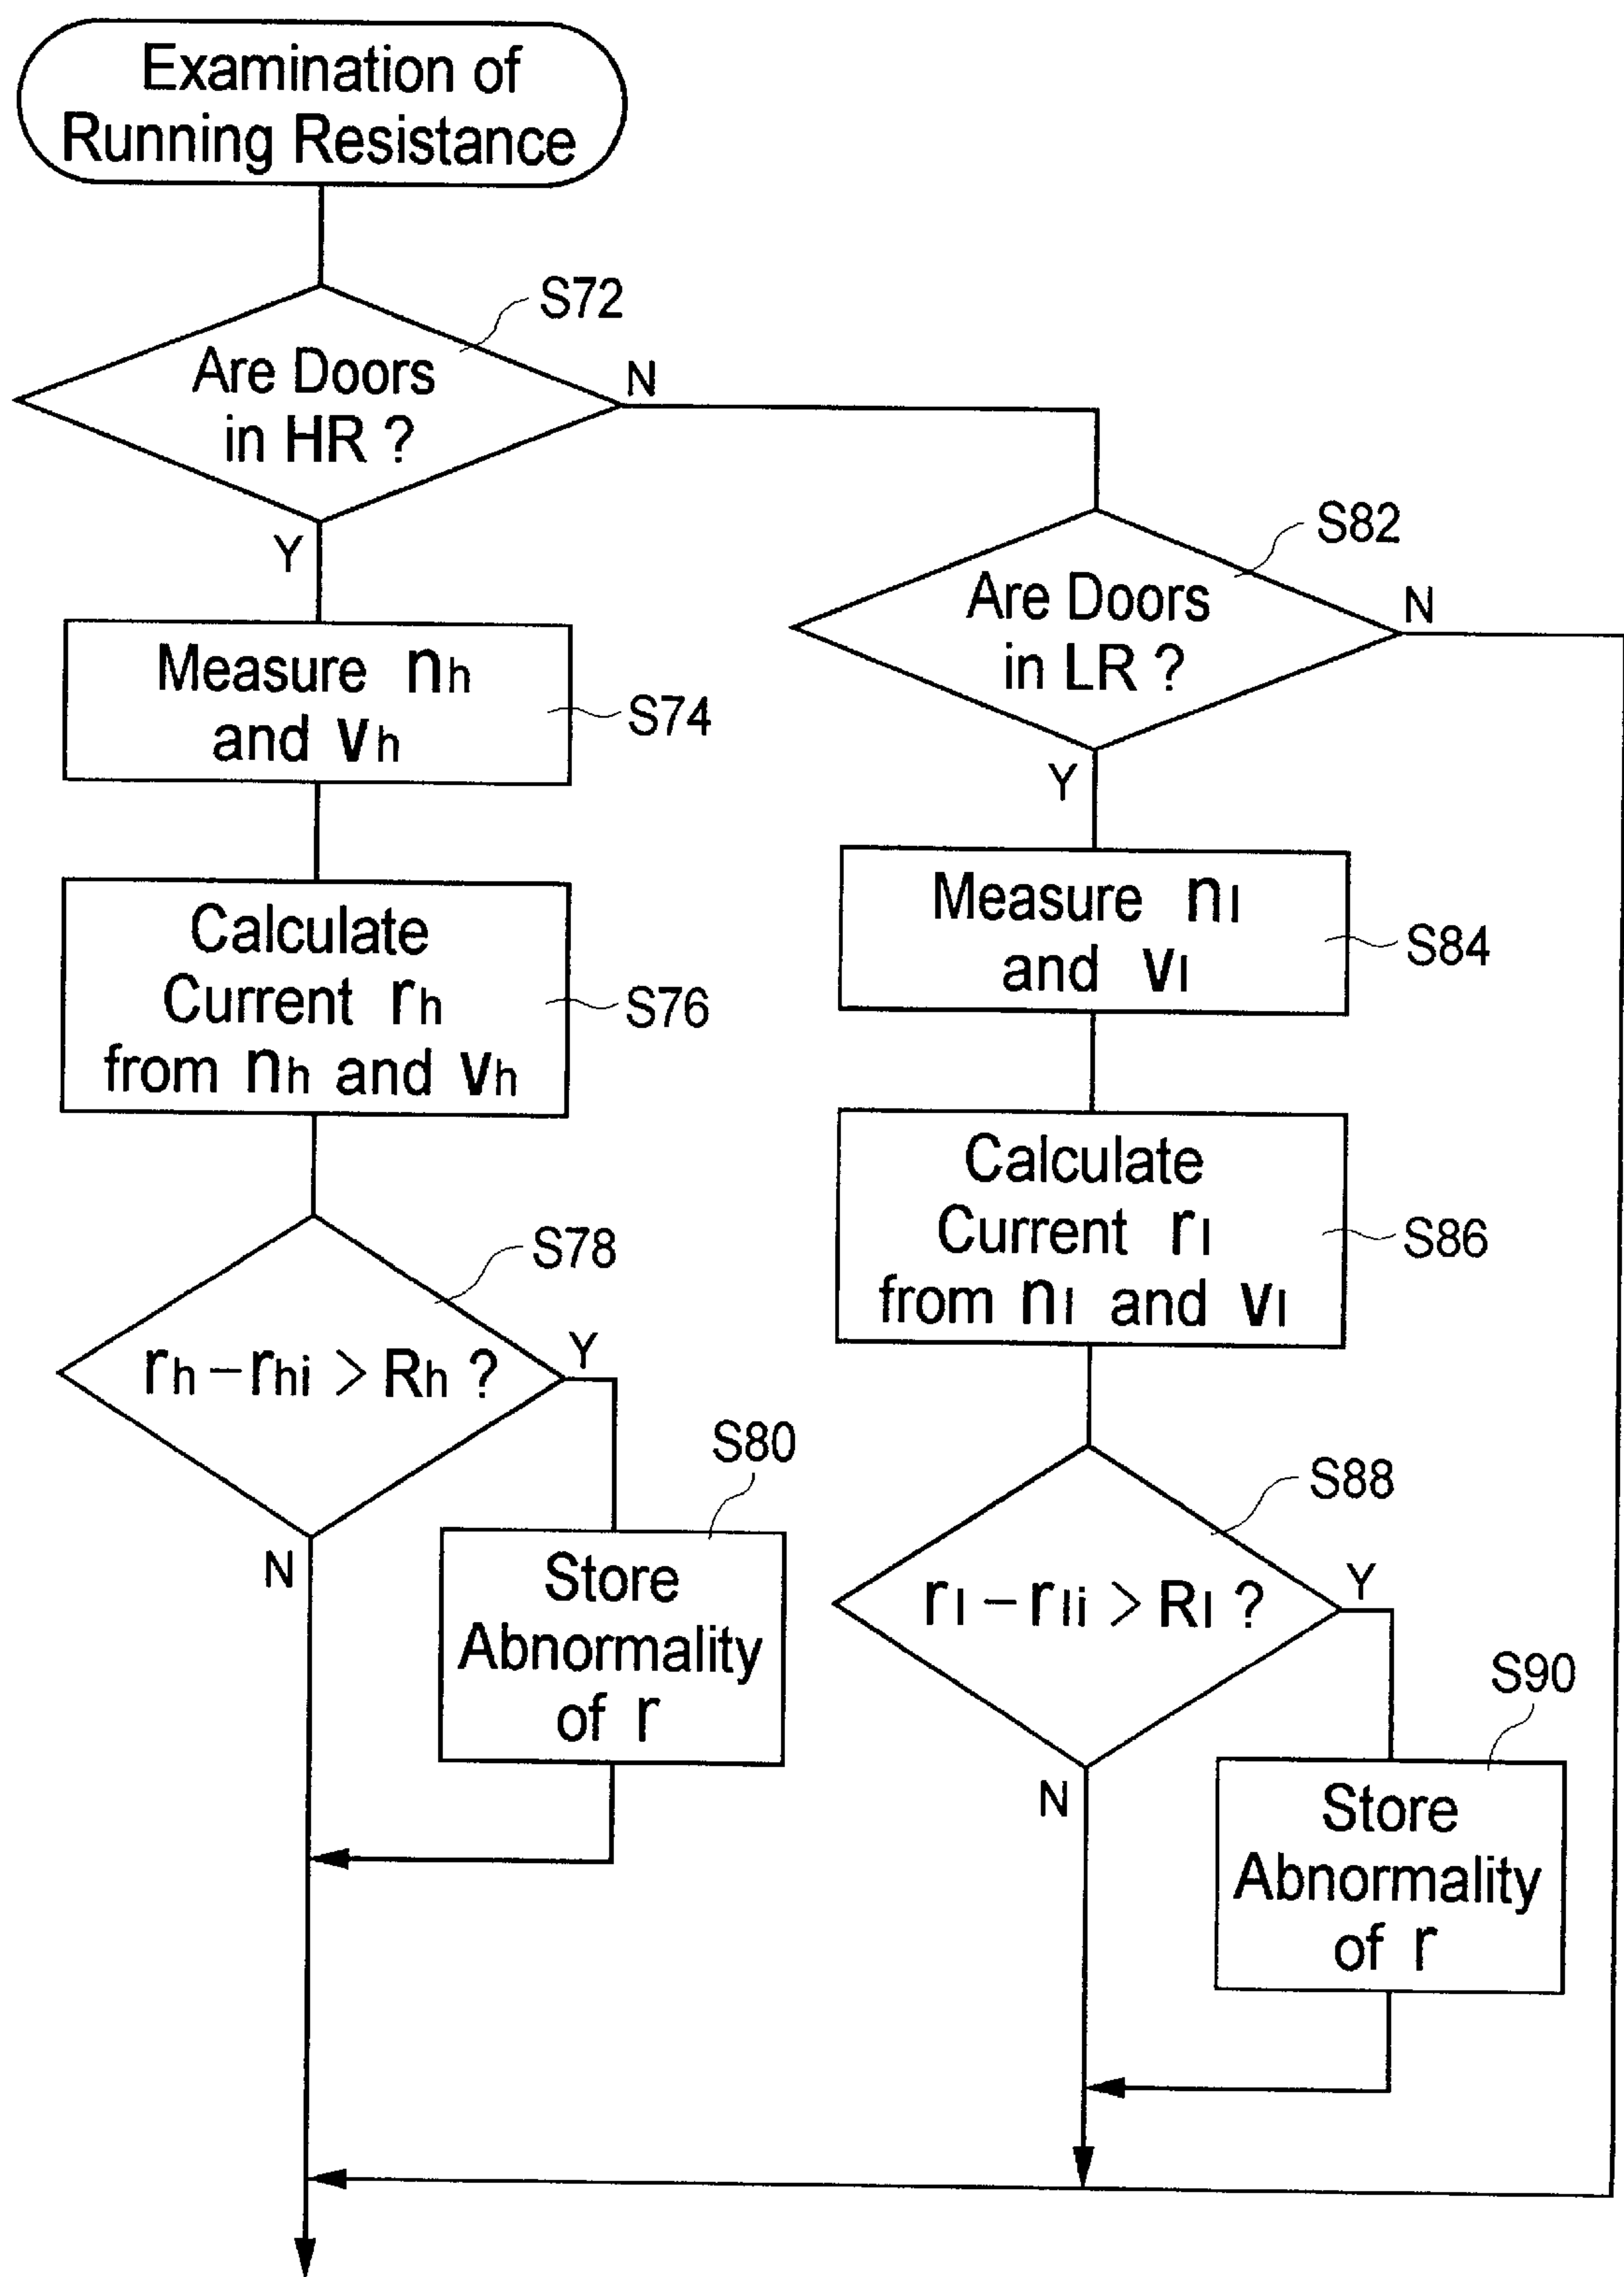 Examination of
Running Resistance
S72
Are Doors
in HR ?
N
Y
Measure nh
and vh
S74
Calculate
Current rh
from nh and vh
S76
S78
rh – rhi > Rh ?
Y
N
S80
Store
Abnormality
of r
S82
Are Doors
in LR ?
N
Y
Measure nl
and vl
S84
Calculate
Current rl
from nl and vl
S86
S88
rl – rli > Rl ?
Y
N
S90
Store
Abnormality
of r